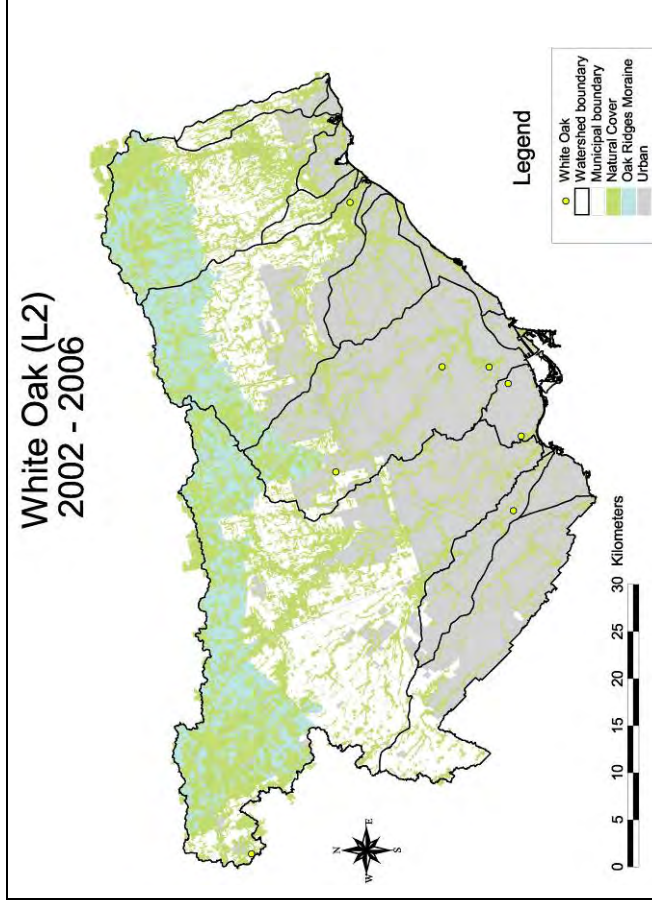 White Oak (L2)
2002 - 2006
N
W
E
S
Legend
White Oak
Watershed boundary
Municipal boundary
Natural Cover
Oak Ridges Moraine
Urban
0 5 10 15 20 25 30 Kilometers